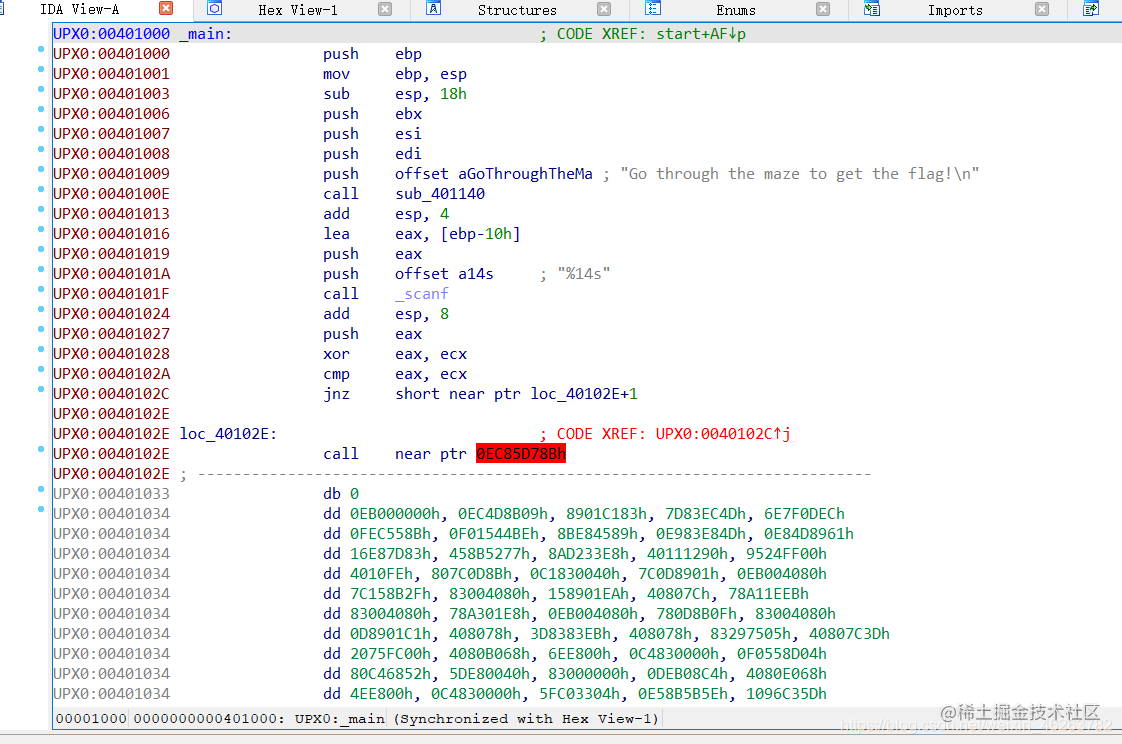 IDA View-A Hex View-1 Structures Enums Imports
UPX0:00401000 _main: ; CODE XREF: start+AF↓p
UPX0:00401000 push ebp
UPX0:00401001 mov ebp, esp
UPX0:00401003 sub esp, 18h
UPX0:00401006 push ebx
UPX0:00401007 push esi
UPX0:00401008 push edi
UPX0:00401009 push offset aGoThroughTheMa ; "Go through the maze to get the flag!\n"
UPX0:0040100E call sub_401140
UPX0:00401013 add esp, 4
UPX0:00401016 lea eax, [ebp-10h]
UPX0:00401019 push eax
UPX0:0040101A push offset a14s ; "%14s"
UPX0:0040101F call _scanf
UPX0:00401024 add esp, 8
UPX0:00401027 push eax
UPX0:00401028 xor eax, ecx
UPX0:0040102A cmp eax, ecx
UPX0:0040102C jnz short near ptr loc_40102E+1
UPX0:0040102E
UPX0:0040102E loc_40102E: ; CODE XREF: UPX0:0040102C↑j
UPX0:0040102E call near ptr 0EC85D78Bh
UPX0:0040102E ; ---------------------------------------------------------------------------
UPX0:00401033 db 0
UPX0:00401034 dd 0EB000000h, 0EC4D8B09h, 8901C183h, 7D83EC4Dh, 6E7F0DECh
UPX0:00401034 dd 0FEC558Bh, 0F01544BEh, 8BE84589h, 0E983E84Dh, 0E84D8961h
UPX0:00401034 dd 16E87D83h, 458B5277h, 8AD233E8h, 40111290h, 9524FF00h
UPX0:00401034 dd 4010FEh, 807C0D8Bh, 0C1830040h, 7C0D8901h, 0EB004080h
UPX0:00401034 dd 7C158B2Fh, 83004080h, 158901EAh, 40807Ch, 78A11EEBh
UPX0:00401034 dd 83004080h, 78A301E8h, 0EB004080h, 780D8B0Fh, 83004080h
UPX0:00401034 dd 0D8901C1h, 408078h, 3D8383EBh, 408078h, 83297505h, 40807C3Dh
UPX0:00401034 dd 2075FC00h, 4080B068h, 6EE800h, 0C4830000h, 0F0558D04h
UPX0:00401034 dd 80C46852h, 5DE80040h, 83000000h, 0DEB08C4h, 4080E068h
UPX0:00401034 dd 4EE800h, 0C4830000h, 5FC03304h, 0E58B5B5Eh, 1096C35Dh
00001000 0000000000401000: UPX0:_main (Synchronized with Hex View-1)
@稀土掘金技术社区